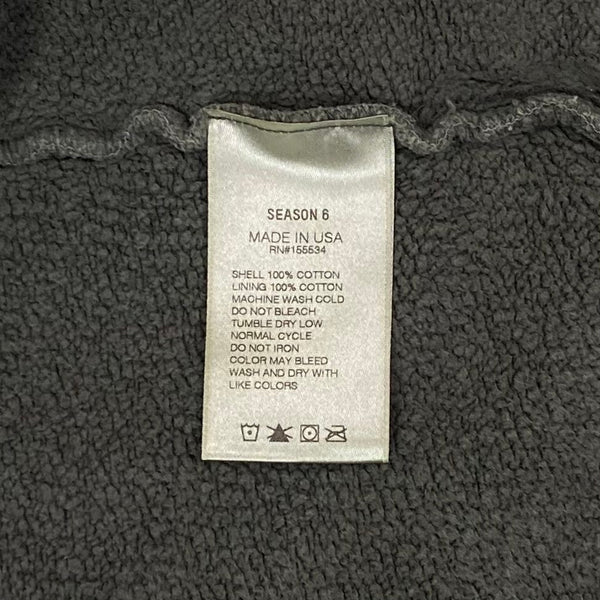 SEASON 6
MADE IN USA
RN#155534
SHELL 100% COTTON
LINING 100% COTTON
MACHINE WASH COLD
DO NOT BLEACH
TUMBLE DRY LOW
NORMAL CYCLE
DO NOT IRON
COLOR MAY BLEED
WASH AND DRY WITH
LIKE COLORS